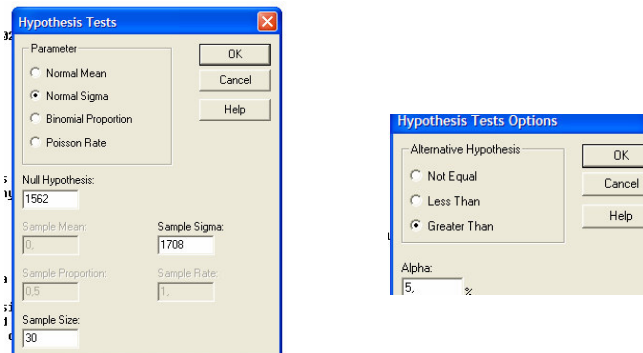 Hypothesis Tests
Parameter
Normal Mean
Normal Sigma
Binomial Proportion
Poisson Rate
OK
Cancel
Help
Null Hypothesis:
1562
Sample Mean:
0,
Sample Sigma:
1708
Sample Proportion:
0,5
Sample Rate:
1,
Sample Size:
30
Hypothesis Tests Options
Alternative Hypothesis
Not Equal
Less Than
Greater Than
OK
Cancel
Help
Alpha:
5, %